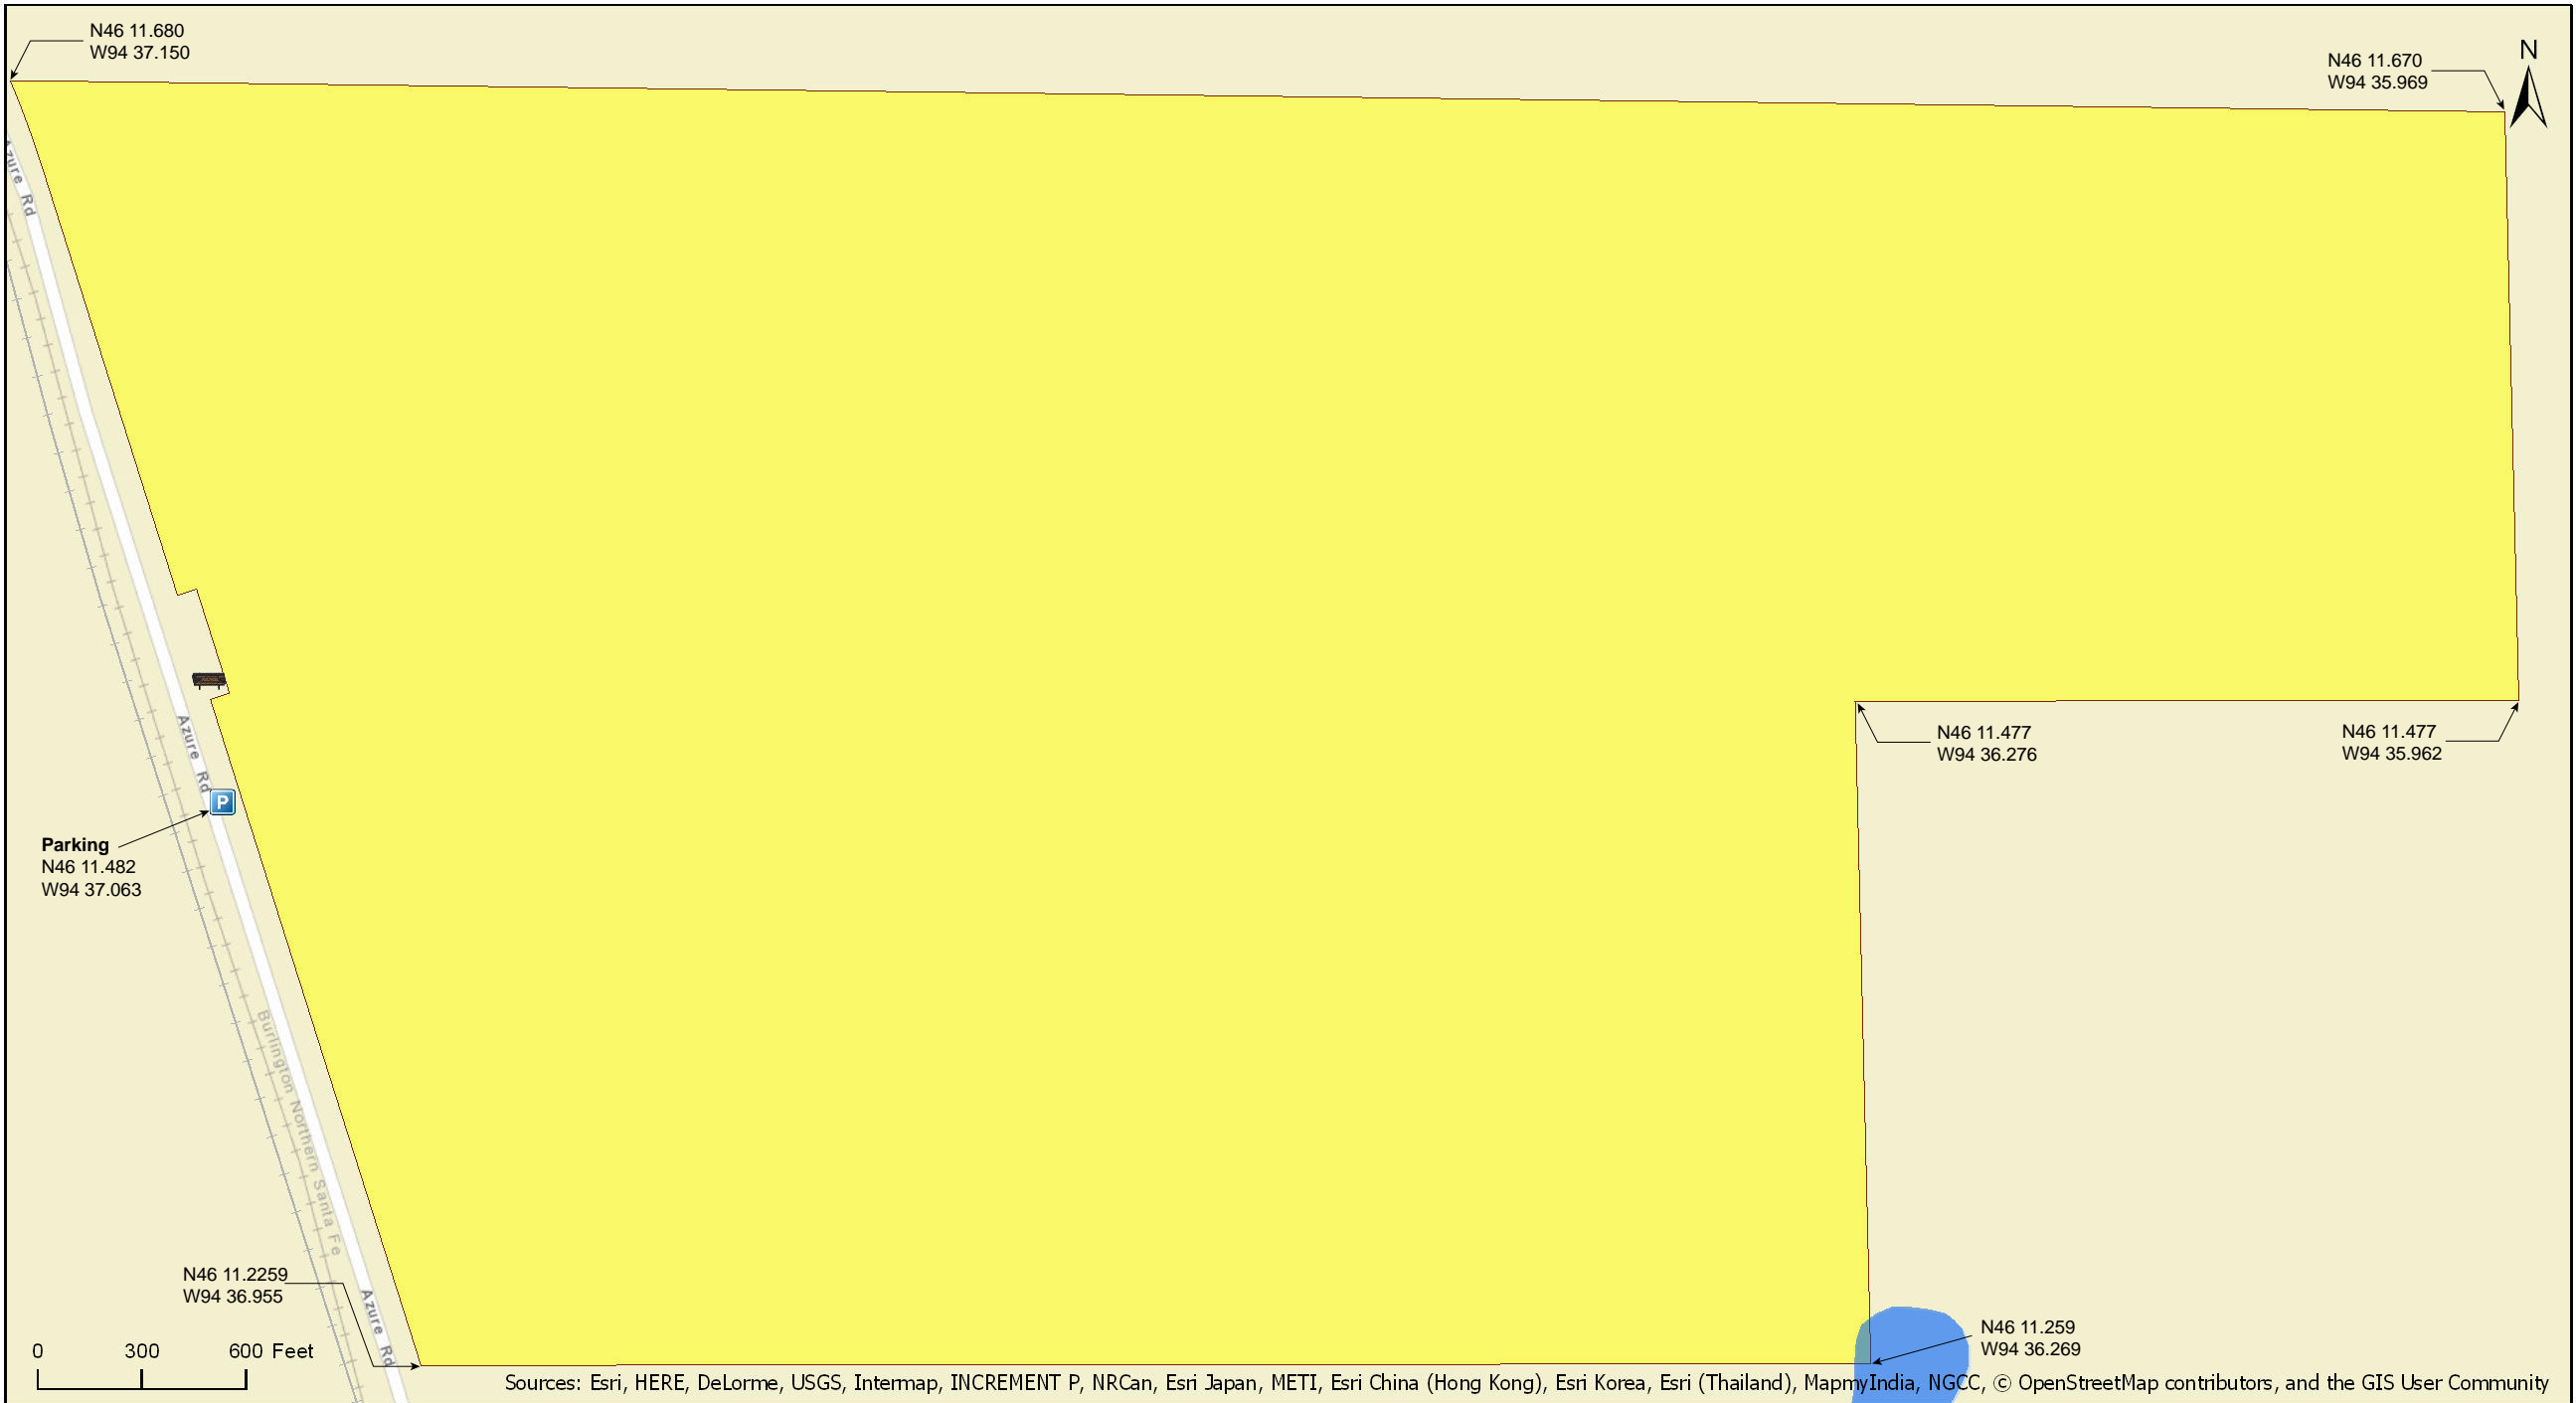 N46 11.680
W94 37.150
N46 11.670
W94 35.969
N
Azure Rd
N46 11.477
W94 36.276
N46 11.477
W94 35.962
Azure Rd
P
Parking
N46 11.482
W94 37.063
Burlington Northern Santa Fe
N46 11.2259
W94 36.955
Azure Rd
N46 11.259
W94 36.269
0 300 600 Feet
Sources: Esri, HERE, DeLorme, USGS, Intermap, INCREMENT P, NRCan, Esri Japan, METI, Esri China (Hong Kong), Esri Korea, Esri (Thailand), MapmyIndia, NGCC, © OpenStreetMap contributors, and the GIS User Community